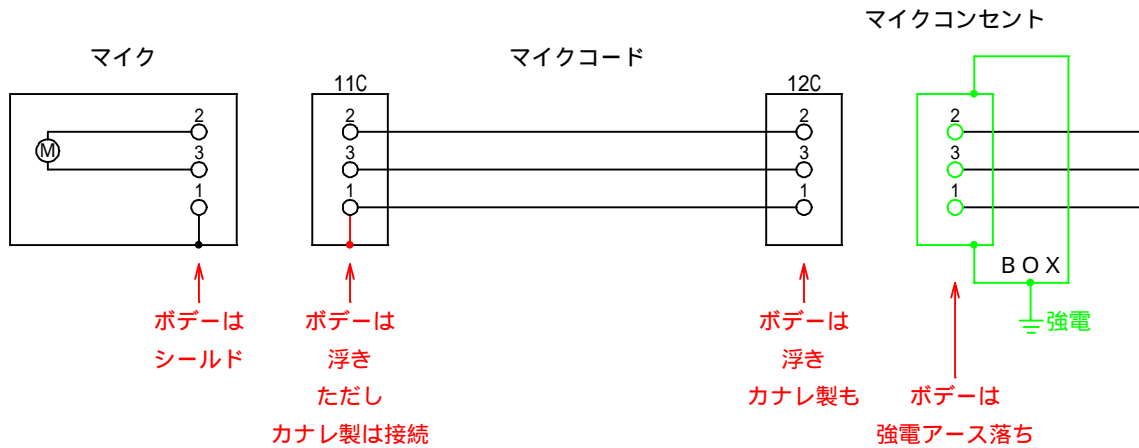 マイクコンセント
マイク
マイクコード
11C
12C
2
2
2
2
M
3
3
3
3
1
1
1
1
BOX
強電
ボデーは
シールド
ボデーは
浮き
ただし
カナレ製は接続
ボデーは
浮き
カナレ製も
ボデーは
強電アース落ち